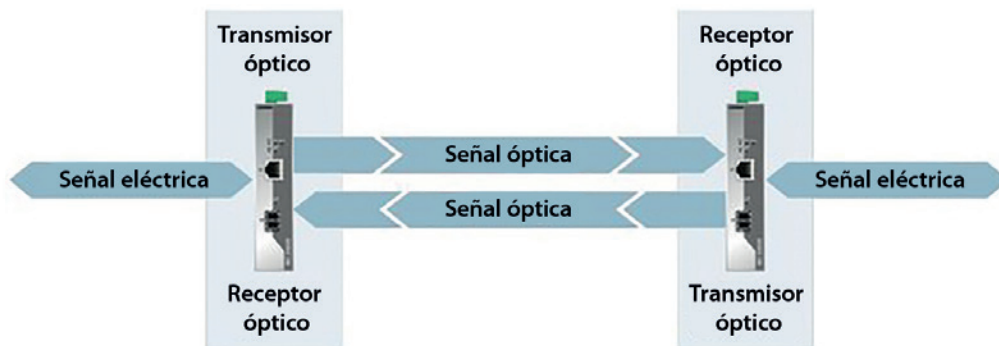 Transmisor
óptico
Receptor
óptico
Señal óptica
Señal eléctrica
Señal eléctrica
Señal óptica
Receptor
óptico
Transmisor
óptico